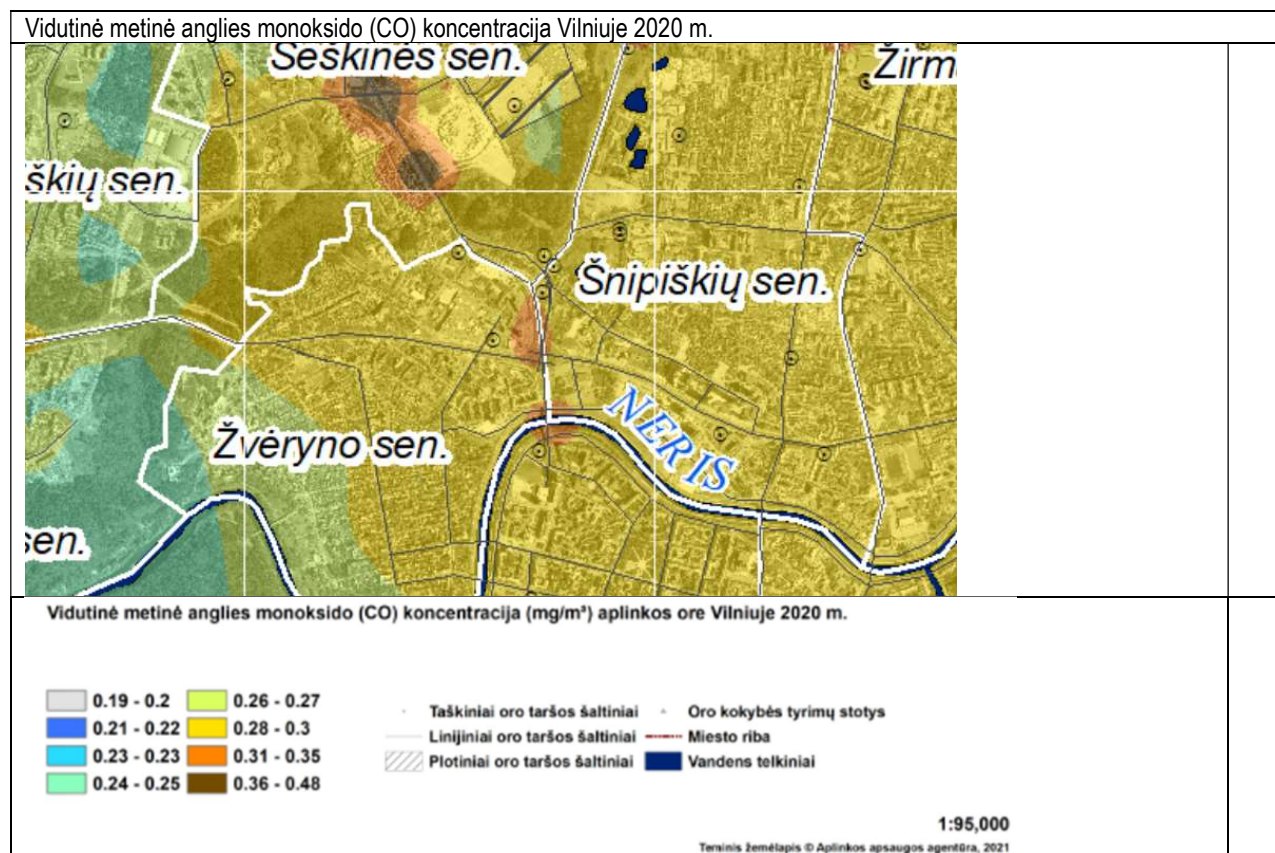 Vidutinė metinė anglies monoksido (CO) koncentracija Vilniuje 2020 m.
Šeškinės sen.
Žirm
škių sen.
Šnipiškių sen.
NERIS
Žvėryno sen.
sen.
Vidutinė metinė anglies monoksido (CO) koncentracija (mg/m³) aplinkos ore Vilniuje 2020 m.
0.19 - 0.2
0.21 - 0.22
0.23 - 0.23
0.24 - 0.25
0.26 - 0.27
0.28 - 0.3
0.31 - 0.35
0.36 - 0.48
Taškiniai oro taršos šaltiniai
Linijiniai oro taršos šaltiniai
Plotiniai oro taršos šaltiniai
Oro kokybės tyrimų stotys
Miesto riba
Vandens telkiniai
1:95,000
Teminis žemėlapis © Aplinkos apsaugos agentūra, 2021